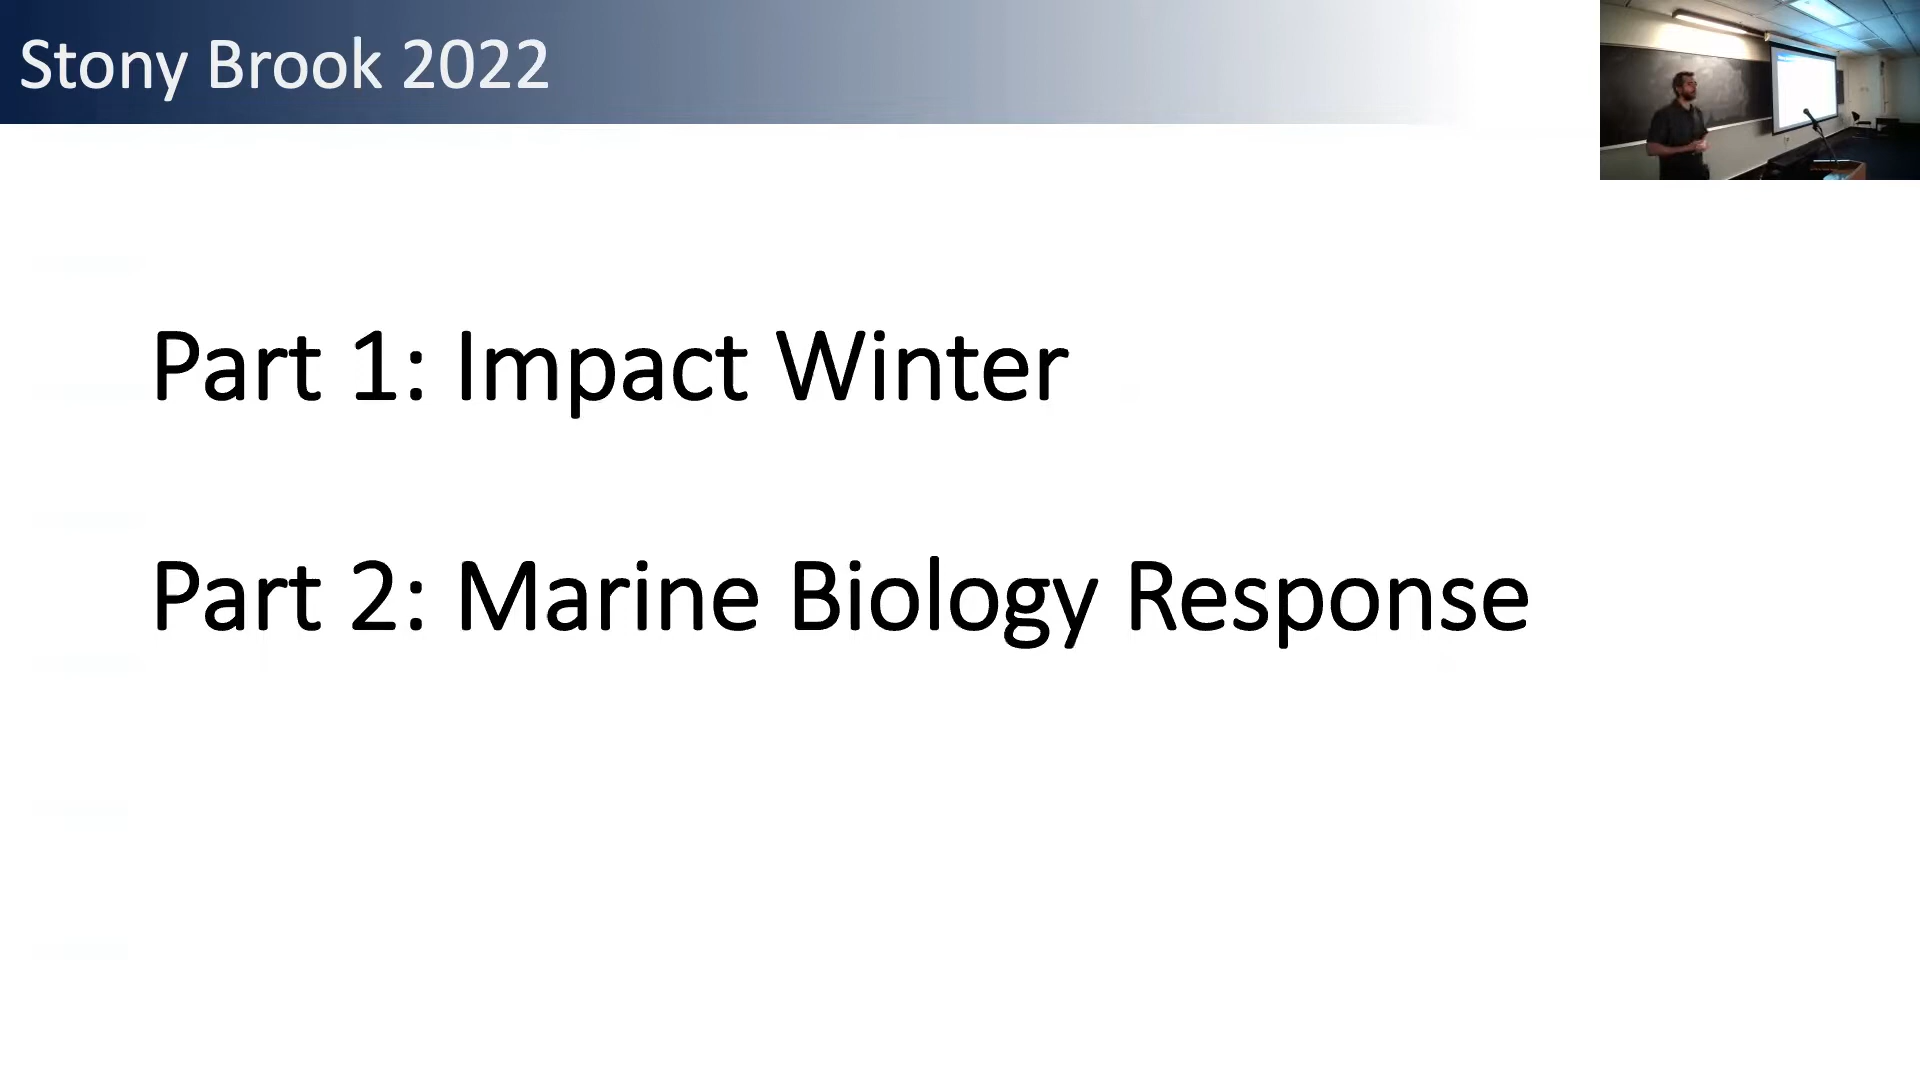 Stony Brook 2022
Part 1: Impact Winter
Part 2: Marine Biology Response